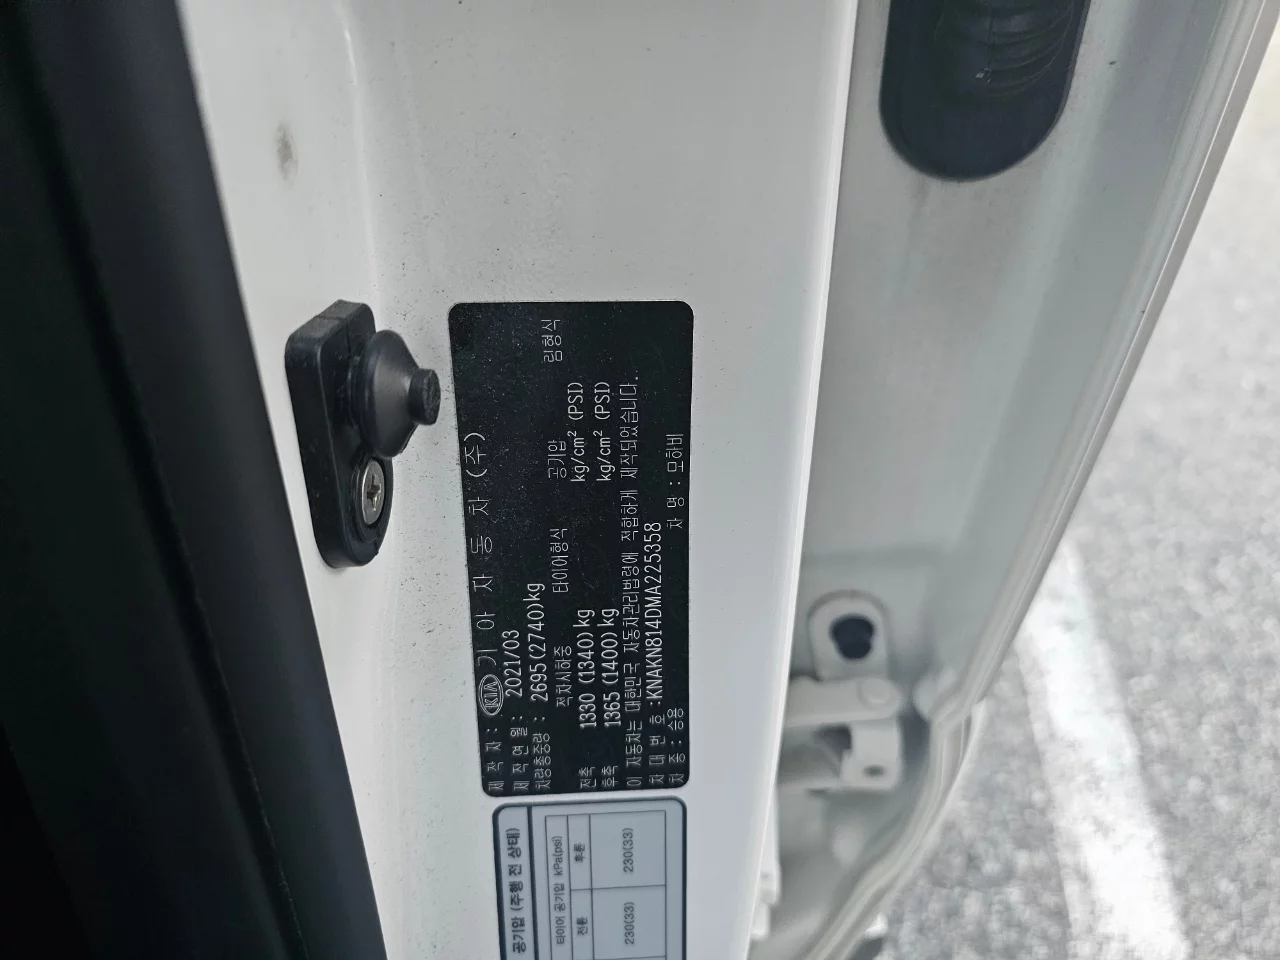 제 작 자 : KIA 기 아 자 동 차 (주)
제 작 연 월 : 2021/03
차량총중량 : 2695(2740)kg
적차시하중 타이어형식 공기압 림형식
전축 1330 (1340)kg kg/cm² (PSI)
후축 1365 (1400)kg kg/cm² (PSI)
이 자동차는 대한민국 자동차관리법령에 적합하게 제작되었습니다.
차 대 번 호 :KNAKN814DMA225358
차 종 : 승용 차 명 : 모하비
공기압 (주행 전 상태)
타이어 공기압 kPa(psi)
전륜 후륜
230(33) 230(33)